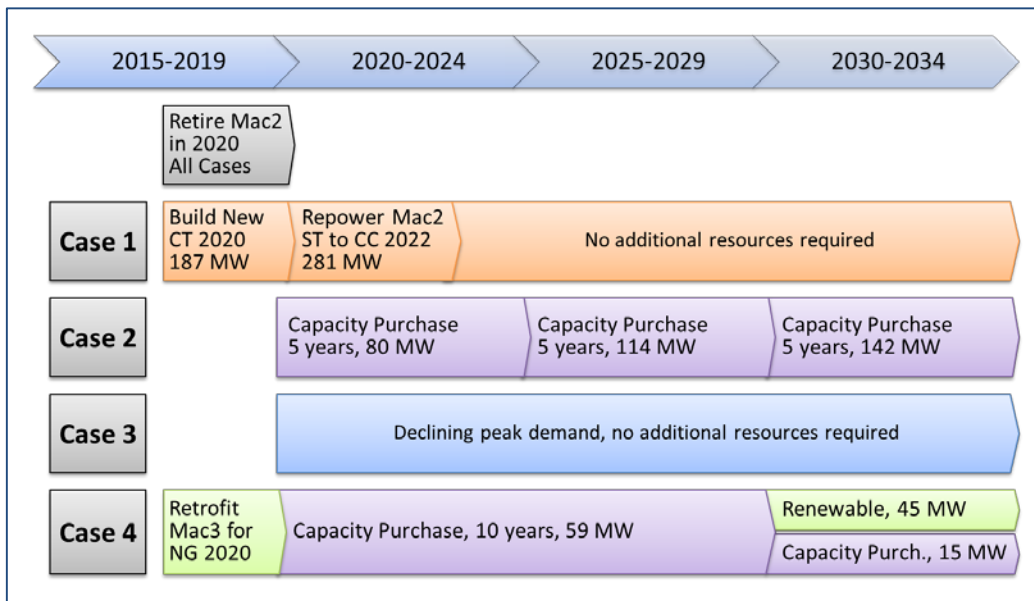 2015-2019
2020-2024
2025-2029
2030-2034
Retire Mac2
in 2020
All Cases
Case 1
Build New
CT 2020
187 MW
Repower Mac2
ST to CC 2022
281 MW
No additional resources required
Case 2
Capacity Purchase
5 years, 80 MW
Capacity Purchase
5 years, 114 MW
Capacity Purchase
5 years, 142 MW
Case 3
Declining peak demand, no additional resources required
Case 4
Retrofit
Mac3 for
NG 2020
Capacity Purchase, 10 years, 59 MW
Renewable, 45 MW
Capacity Purch., 15 MW